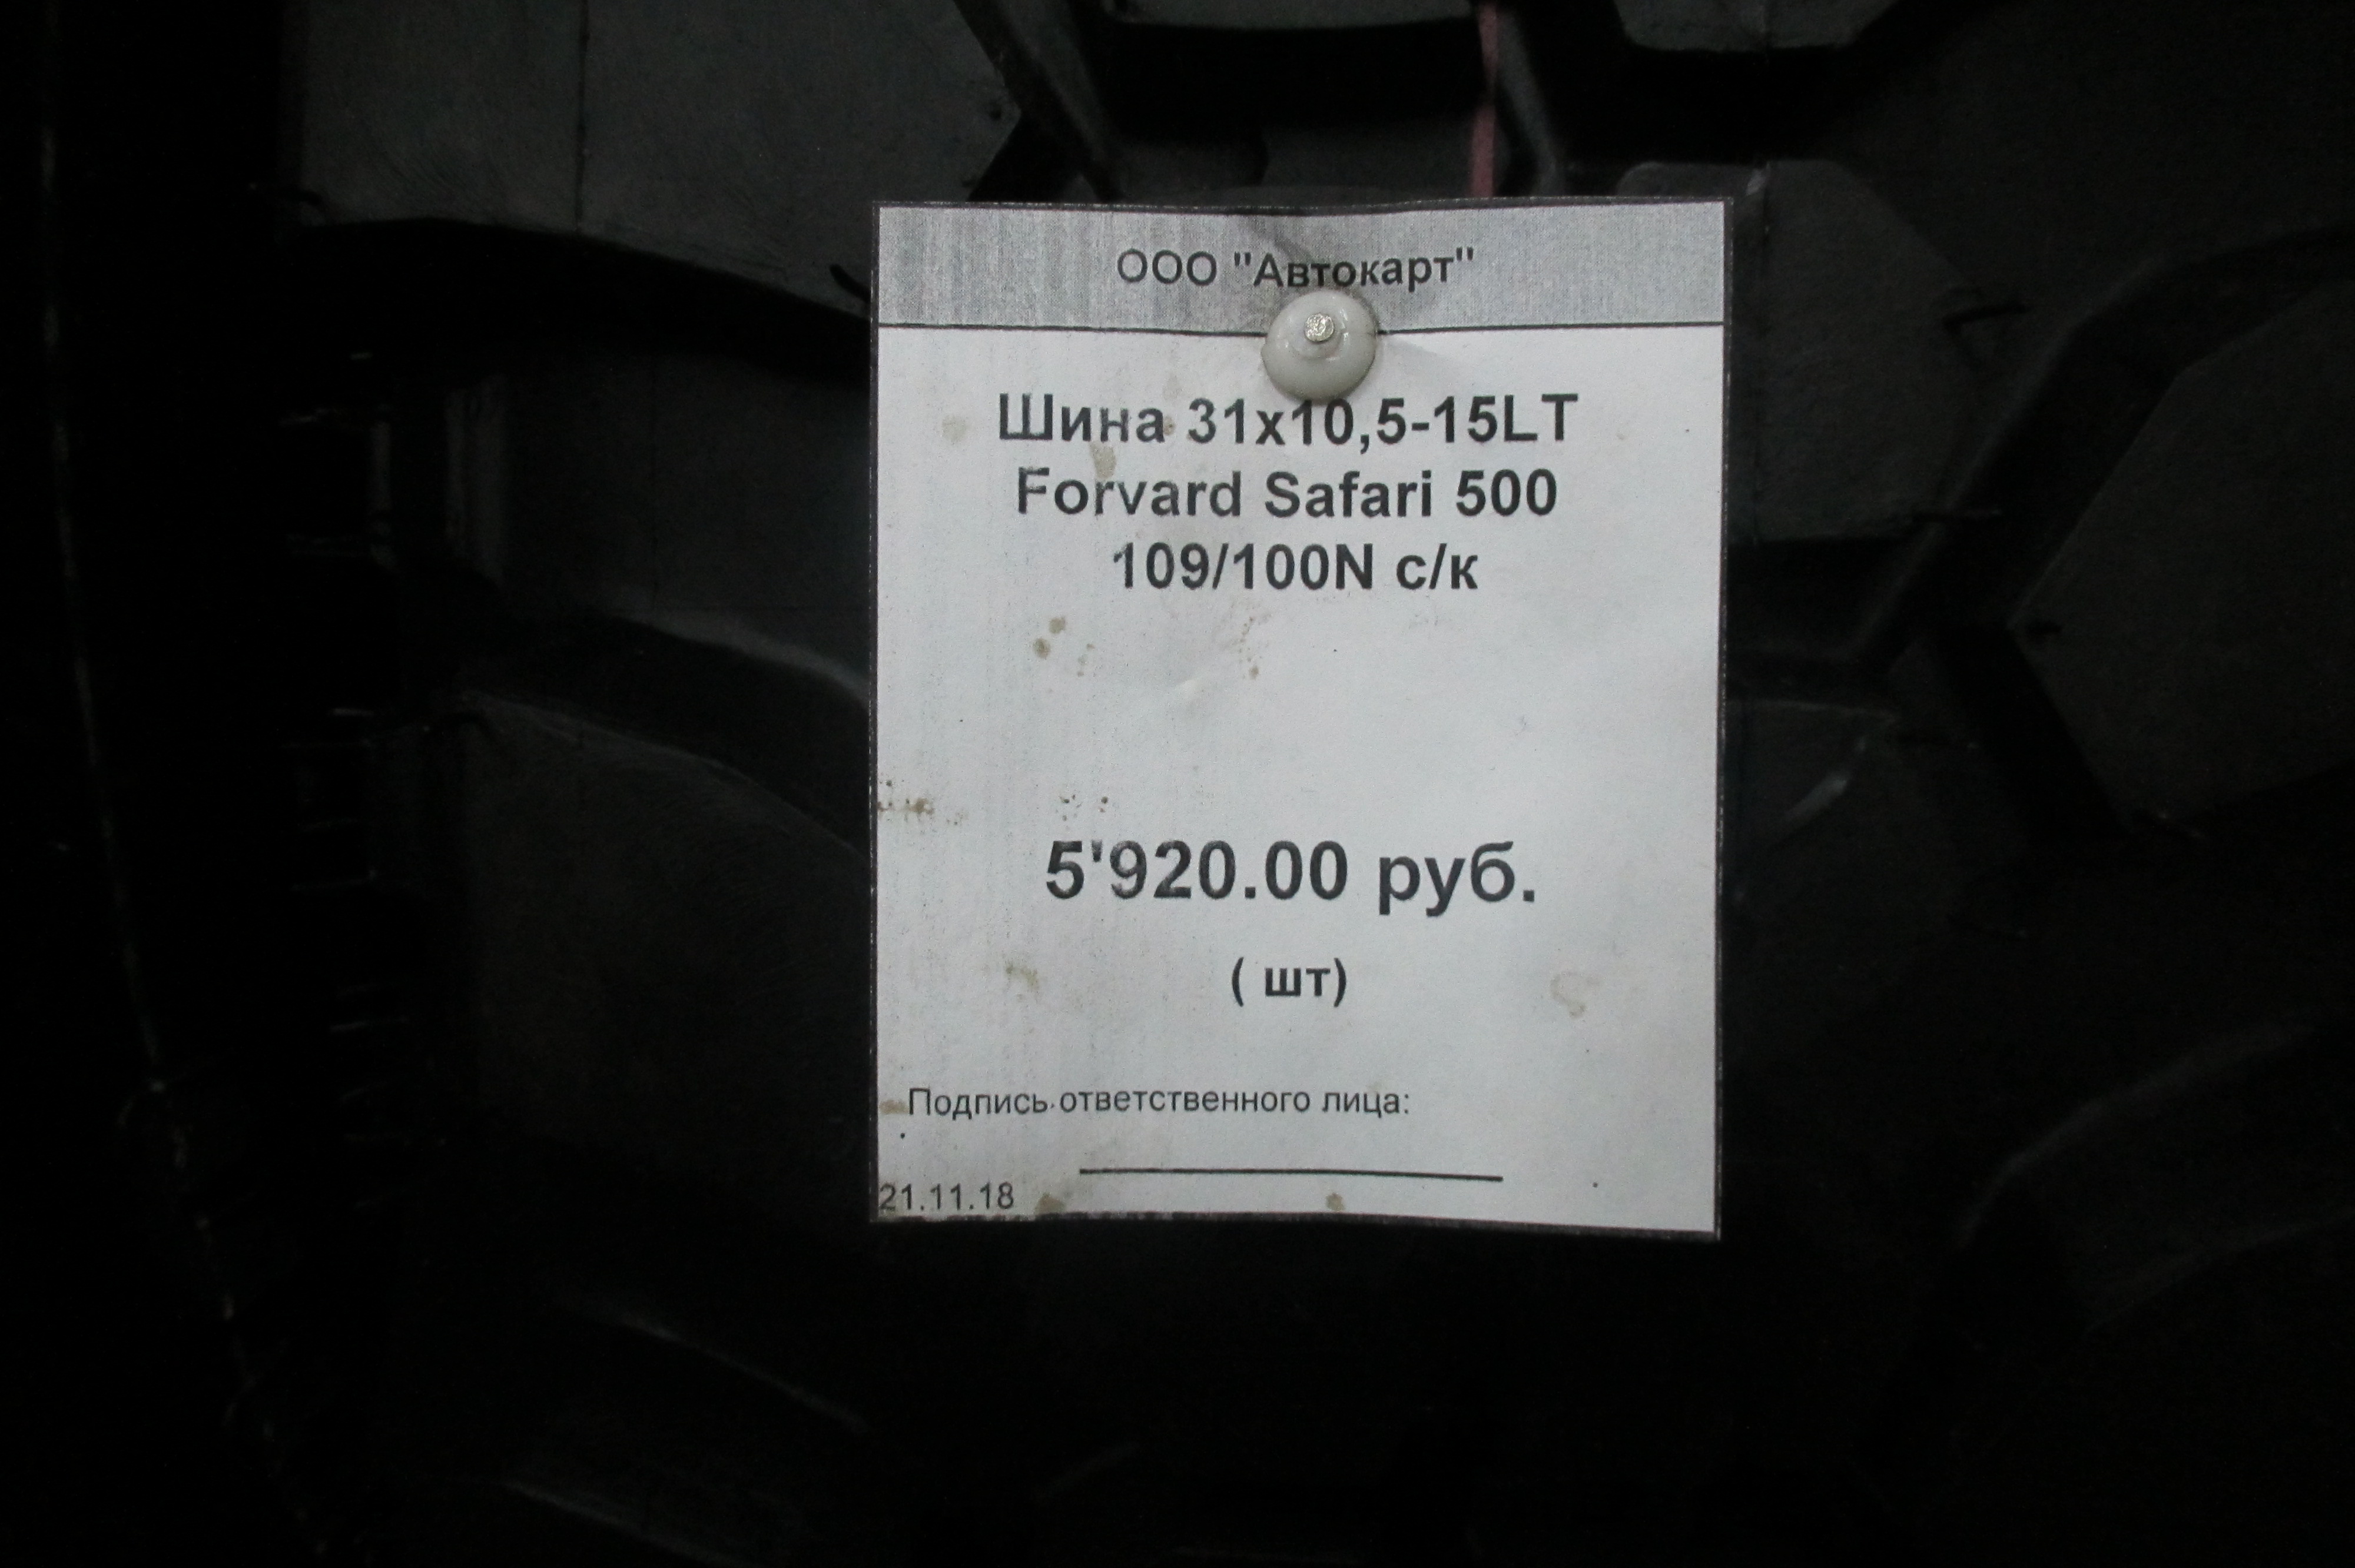 ООО "Автокарт"
Шина 31х10,5-15LT
Forvard Safari 500
109/100N с/к
5'920.00 руб.
( шт)
Подпись ответственного лица:
21.11.18